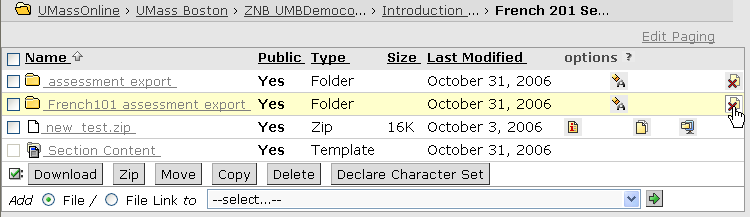 UMassOnline > UMass Boston > ZNB UMBDemoco... > Introduction ... > French 201 Se...
Edit Paging
Name Public Type Size Last Modified options ?
assessment export Yes Folder October 31, 2006
French101 assessment export Yes Folder October 31, 2006
new_test.zip Yes Zip 16K October 3, 2006
Section Content Yes Template October 31, 2006
Download Zip Move Copy Delete Declare Character Set
Add File / File Link to --select...--